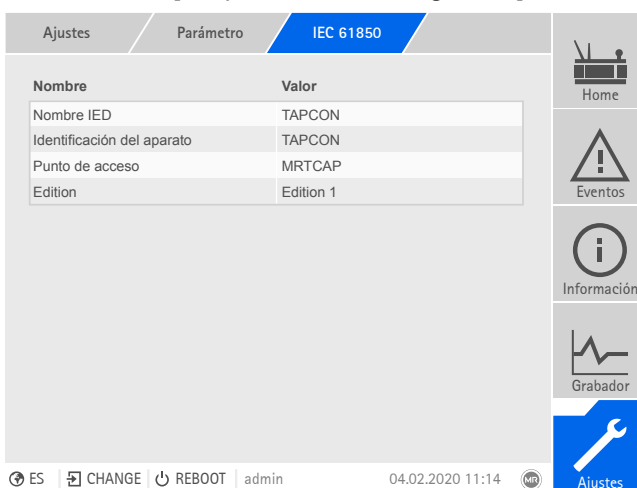 Ajustes Parámetro IEC 61850
Nombre Valor
Nombre IED TAPCON
Identificación del aparato TAPCON
Punto de acceso MRTCAP
Edition Edition 1
Home
Eventos
Información
Grabador
Ajustes
ES CHANGE REBOOT admin 04.02.2020 11:14 MR